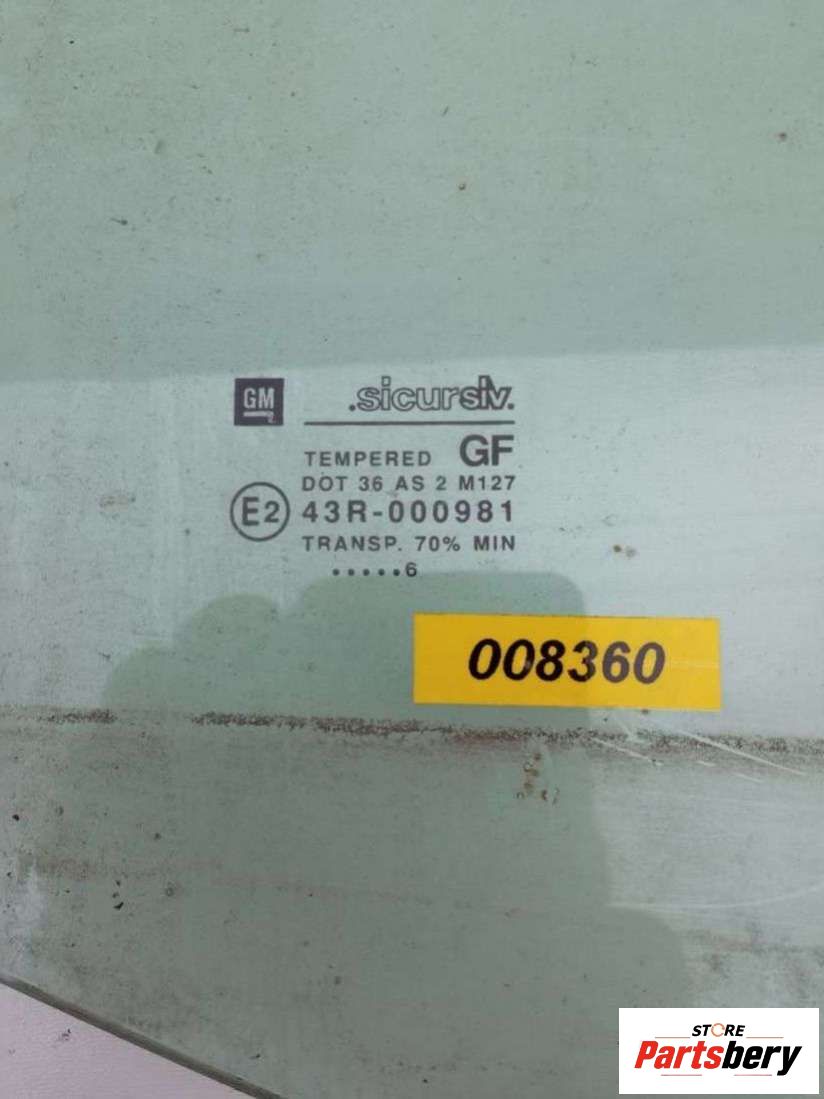 GM .sicursiv.
TEMPERED GF
DOT 36 AS 2 M127
E2 43R-000981
TRANSP. 70% MIN
•••••6
008360
STORE
Partsbery